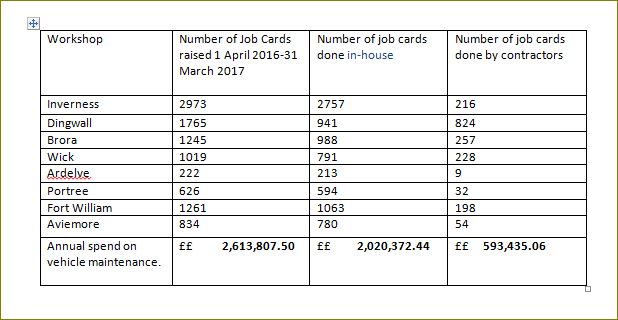 Workshop Number of Job Cards Number of job cards Number of job cards
raised 1 April 2016-31 done in-house done by contractors
March 2017
Inverness 2973 2757 216
Dingwall 1765 941 824
Brora 1245 988 257
Wick 1019 791 228
Ardelve 222 213 9
Portree 626 594 32
Fort William 1261 1063 198
Aviemore 834 780 54
Annual spend on ££ 2,613,807.50 ££ 2,020,372.44 ££ 593,435.06
vehicle maintenance.